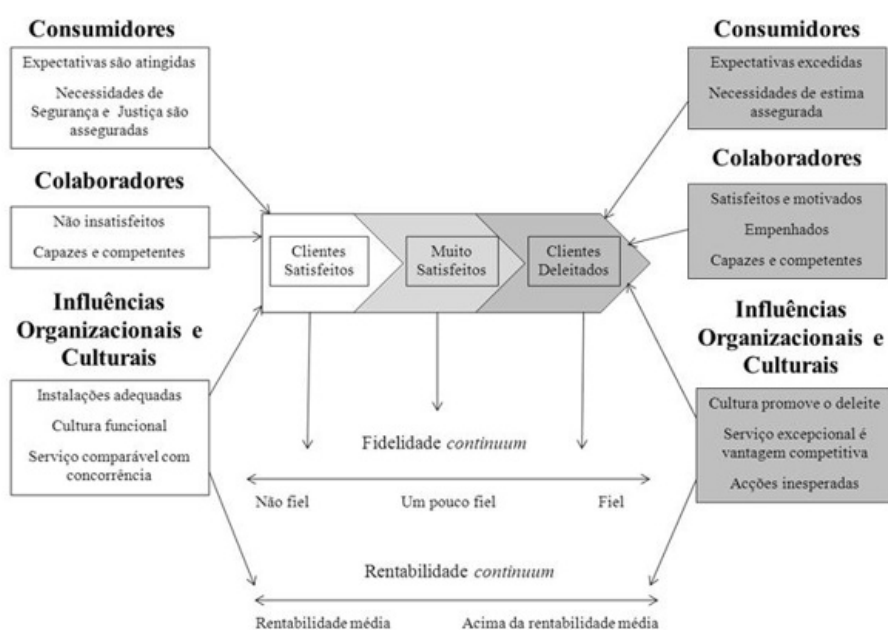 Consumidores
Expectativas são atingidas
Necessidades de
Segurança e Justiça são
asseguradas
Colaboradores
Não insatisfeitos
Capazes e competentes
Influências
Organizacionais e
Culturais
Instalações adequadas
Cultura funcional
Serviço comparável com
concorrência
Clientes
Satisfeitos
Muito
Satisfeitos
Clientes
Deleitados
Fidelidade continuum
Não fiel
Um pouco fiel
Fiel
Rentabilidade continuum
Rentabilidade média
Acima da rentabilidade média
Consumidores
Expectativas excedidas
Necessidades de estima
assegurada
Colaboradores
Satisfeitos e motivados
Empenhados
Capazes e competentes
Influências
Organizacionais e
Culturais
Cultura promove o deleite
Serviço excepcional é
vantagem competitiva
Acções inesperadas